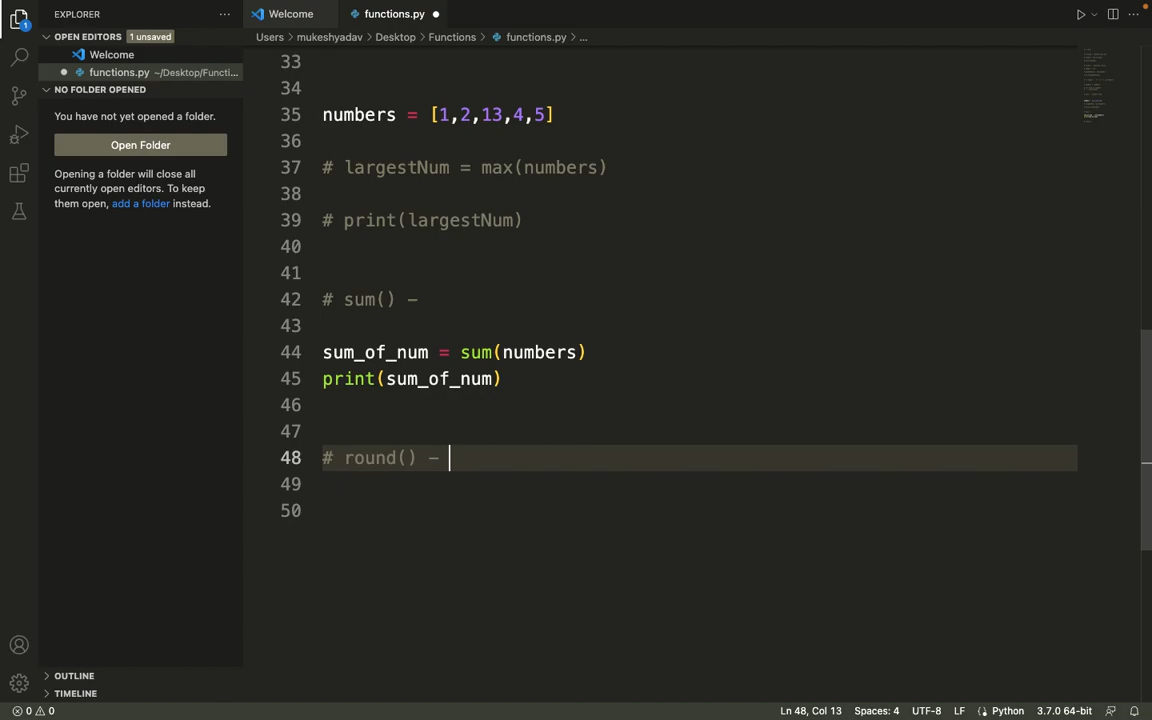 EXPLORER
Welcome
functions.py
OPEN EDITORS 1 unsaved
Welcome
functions.py ~/Desktop/Functi...
NO FOLDER OPENED
You have not yet opened a folder.
Open Folder
Opening a folder will close all
currently open editors. To keep
them open, add a folder instead.
OUTLINE
TIMELINE
1
Users > mukeshyadav > Desktop > Functions > functions.py > ...
33
34
35 numbers = [1,2,13,4,5]
36
37 # largestNum = max(numbers)
38
39 # print(largestNum)
40
41
42 # sum() -
43
44 sum_of_num = sum(numbers)
45 print(sum_of_num)
46
47
48 # round() -
49
50
0 0
Ln 48, Col 13 Spaces: 4 UTF-8 LF Python 3.7.0 64-bit